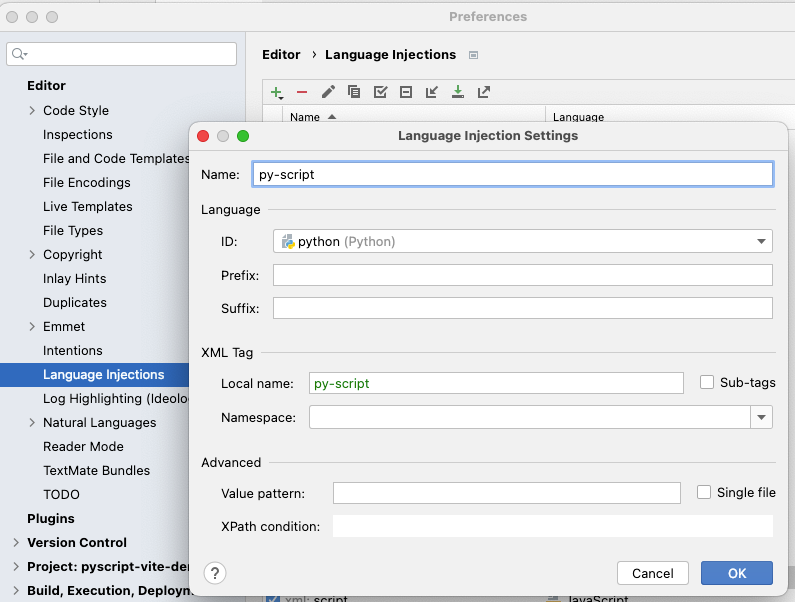 Preferences
Editor › Language Injections
Editor
Code Style
Inspections
File and Code Templates
File Encodings
Live Templates
File Types
Copyright
Inlay Hints
Duplicates
Emmet
Intentions
Language Injections
Log Highlighting (Ideolo
Natural Languages
Reader Mode
TextMate Bundles
TODO
Plugins
Version Control
Project: pyscript-vite-de
Build, Execution, Deploym
Name Language
Language Injection Settings
Name: py-script
Language
ID: python (Python)
Prefix:
Suffix:
XML Tag
Local name: py-script Sub-tags
Namespace:
Advanced
Value pattern: Single file
XPath condition:
? Cancel OK
xml: script JavaScript